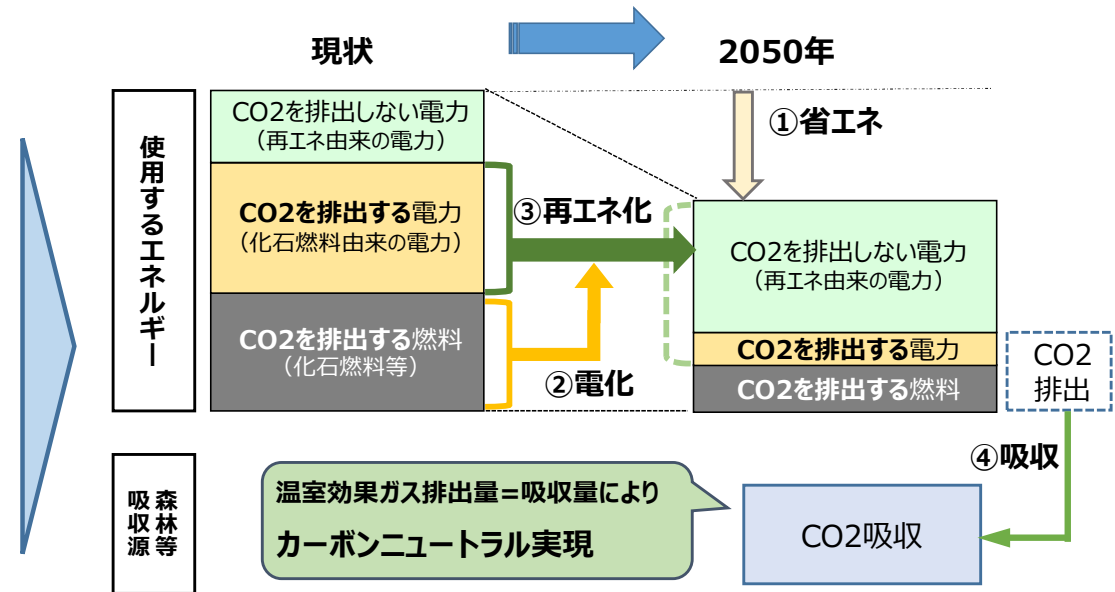 現状
2050年
使用するエネルギー
CO2を排出しない電力
（再エネ由来の電力）
CO2を排出する電力
（化石燃料由来の電力）
CO2を排出する燃料
（化石燃料等）
①省エネ
③再エネ化
②電化
CO2を排出しない電力
（再エネ由来の電力）
CO2を排出する電力
CO2を排出する燃料
CO2
排出
④吸収
森林等
吸収源
温室効果ガス排出量=吸収量により
カーボンニュートラル実現
CO2吸収